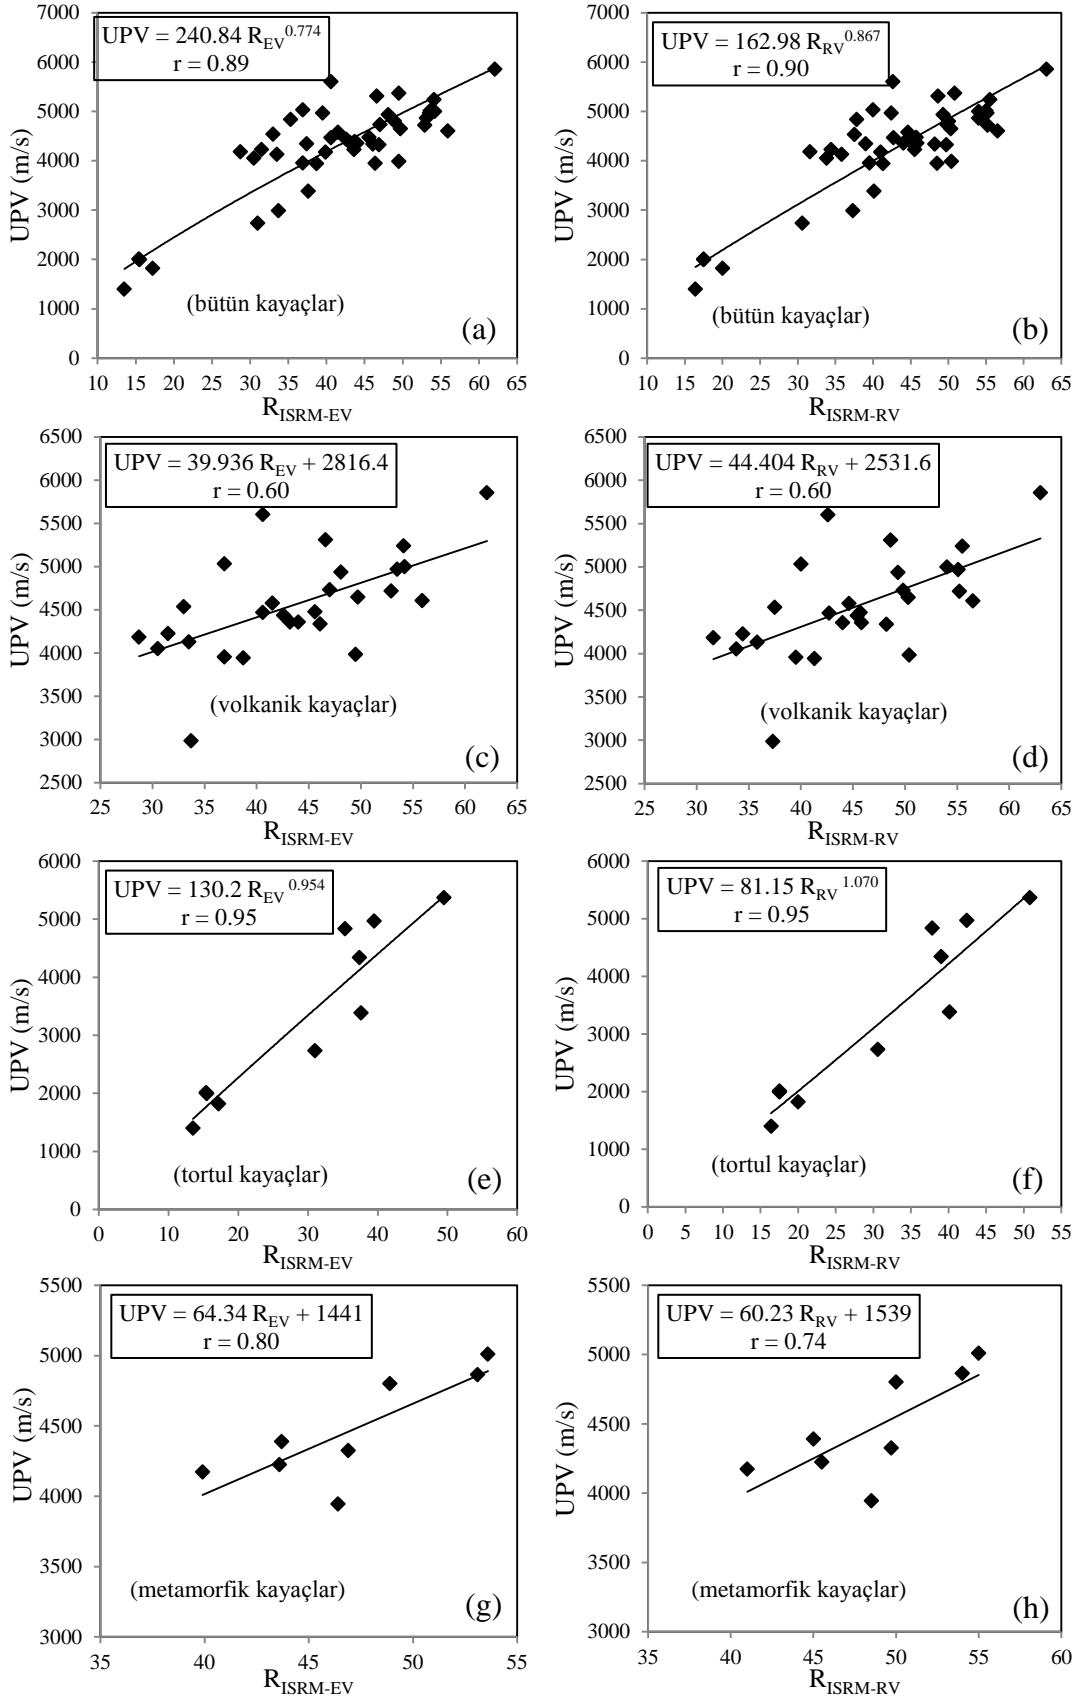 UPV = 240.84 R_EV^0.774
r = 0.89
7000
6000
5000
4000
3000
2000
1000
0
UPV (m/s)
(bütün kayaçlar)
(a)
10 15 20 25 30 35 40 45 50 55 60 65
R_ISRM-EV
UPV = 162.98 R_RV^0.867
r = 0.90
7000
6000
5000
4000
3000
2000
1000
0
UPV (m/s)
(bütün kayaçlar)
(b)
10 15 20 25 30 35 40 45 50 55 60 65
R_ISRM-RV
UPV = 39.936 R_EV + 2816.4
r = 0.60
6500
6000
5500
5000
4500
4000
3500
3000
2500
UPV (m/s)
(volkanik kayaçlar)
(c)
25 30 35 40 45 50 55 60 65
R_ISRM-EV
UPV = 44.404 R_RV + 2531.6
r = 0.60
6500
6000
5500
5000
4500
4000
3500
3000
2500
UPV (m/s)
(volkanik kayaçlar)
(d)
25 30 35 40 45 50 55 60 65
R_ISRM-RV
UPV = 130.2 R_EV^0.954
r = 0.95
6000
5000
4000
3000
2000
1000
0
UPV (m/s)
(tortul kayaçlar)
(e)
0 10 20 30 40 50 60
R_ISRM-EV
UPV = 81.15 R_RV^1.070
r = 0.95
6000
5000
4000
3000
2000
1000
0
UPV (m/s)
(tortul kayaçlar)
(f)
0 5 10 15 20 25 30 35 40 45 50 55
R_ISRM-RV
UPV = 64.34 R_EV + 1441
r = 0.80
5500
5000
4500
4000
3500
3000
UPV (m/s)
(metamorfik kayaçlar)
(g)
35 40 45 50 55
R_ISRM-EV
UPV = 60.23 R_RV + 1539
r = 0.74
5500
5000
4500
4000
3500
3000
UPV (m/s)
(metamorfik kayaçlar)
(h)
35 40 45 50 55 60
R_ISRM-RV